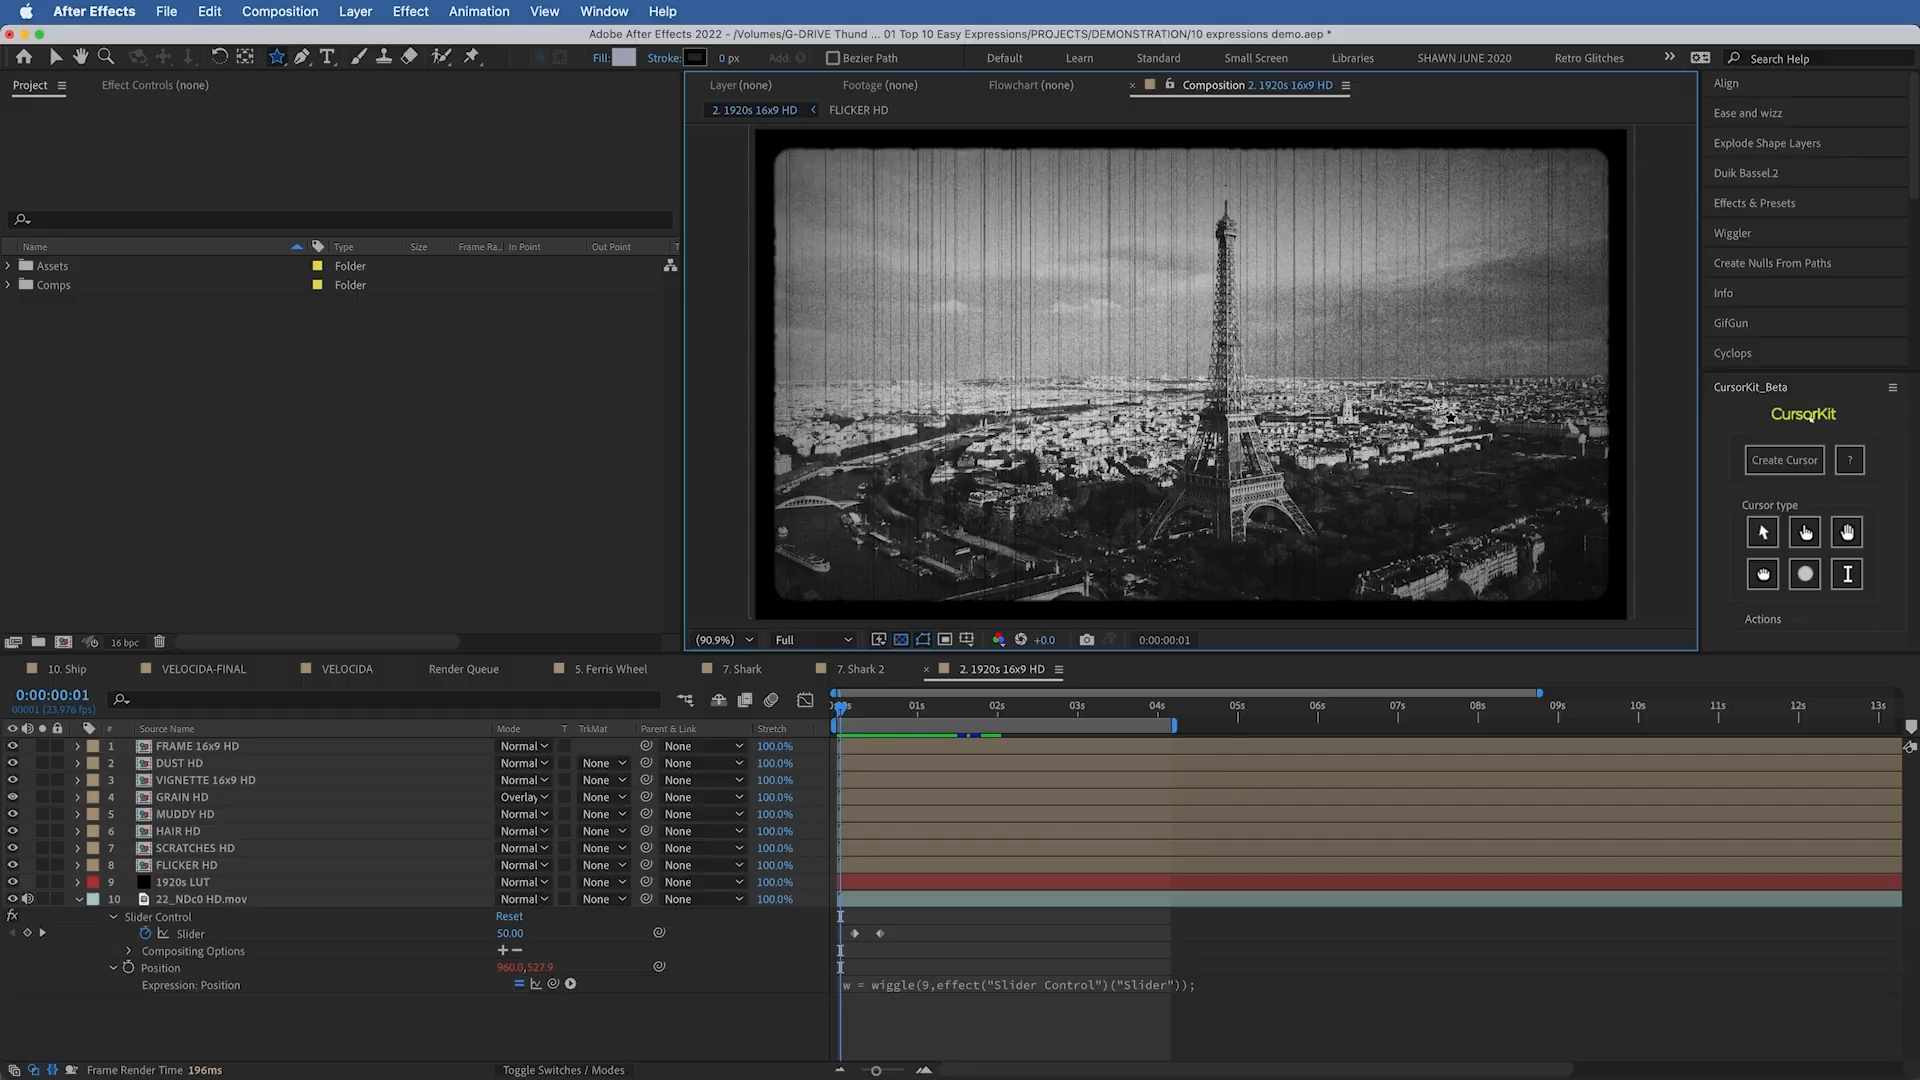 After Effects File Edit Composition Layer Effect Animation View Window Help
Adobe After Effects 2022 - /Volumes/G-DRIVE Thund ... 01 Top 10 Easy Expressions/PROJECTS/DEMONSTRATION/10 expressions demo.aep *
Fill: Stroke: 0 px Add: Bezier Path Default Learn Standard Small Screen Libraries SHAWN JUNE 2020 Retro Glitches Search Help
Project Effect Controls (none)
Layer (none) Footage (none) Flowchart (none) Composition 2. 1920s 16x9 HD
2. 1920s 16x9 HD FLICKER HD
Name Type Size Frame Ra... In Point Out Point T
Assets Folder
Comps Folder
16 bpc
(90.9%) Full +0.0 0:00:00:01
Align
Ease and wizz
Explode Shape Layers
Duik Bassel.2
Effects & Presets
Wiggler
Create Nulls From Paths
Info
GifGun
Cyclops
CursorKit_Beta
CursorKit
Create Cursor ?
Cursor type
Actions
10. Ship VELOCIDA-FINAL VELOCIDA Render Queue 5. Ferris Wheel 7. Shark 7. Shark 2 2. 1920s 16x9 HD
0:00:00:01
00001 (23.976 fps)
01s 02s 03s 04s 05s 06s 07s 08s 09s 10s 11s 12s 13s
# Source Name Mode T TrkMat Parent & Link Stretch
1 FRAME 16x9 HD Normal None 100.0%
2 DUST HD Normal None None 100.0%
3 VIGNETTE 16x9 HD Normal None None 100.0%
4 GRAIN HD Overlay None None 100.0%
5 MUDDY HD Normal None None 100.0%
6 HAIR HD Normal None None 100.0%
7 SCRATCHES HD Normal None None 100.0%
8 FLICKER HD Normal None None 100.0%
9 1920s LUT Normal None None 100.0%
10 22_NDc0 HD.mov Normal None None 100.0%
fx Slider Control Reset
Slider 50.00
Compositing Options
Position 960.0,527.9
Expression: Position w = wiggle(9,effect("Slider Control")("Slider"));
Frame Render Time 196ms Toggle Switches / Modes